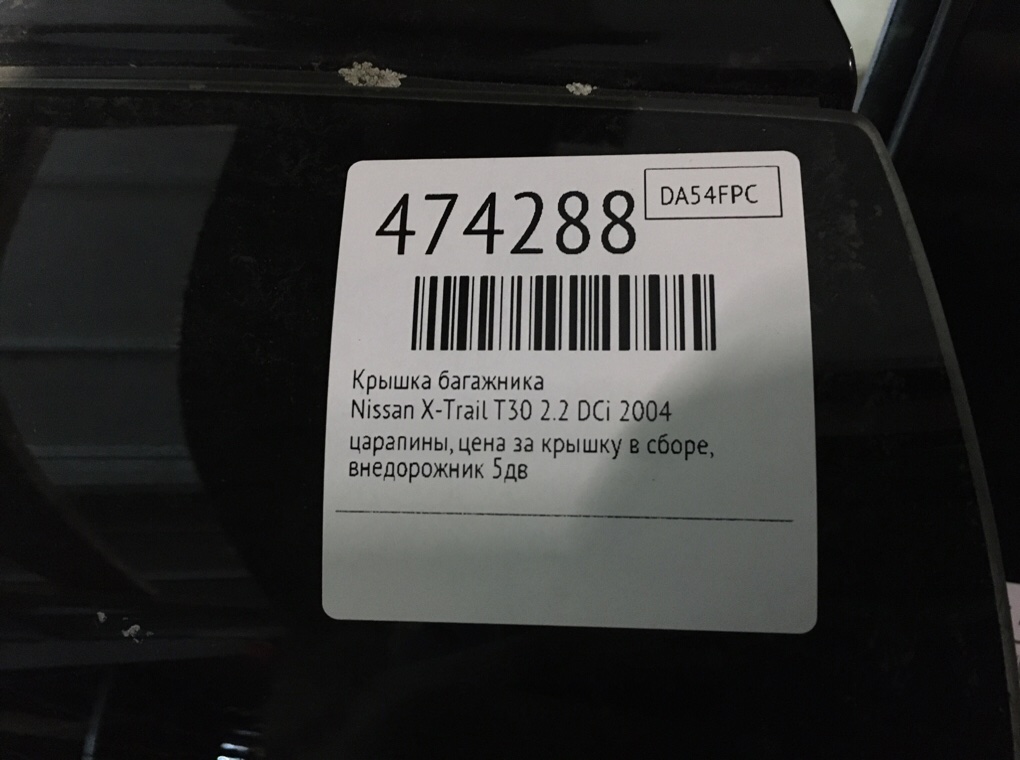 474288
DA54FPC
Крышка багажника
Nissan X-Trail T30 2.2 DCi 2004
царапины, цена за крышку в сборе,
внедорожник 5дв